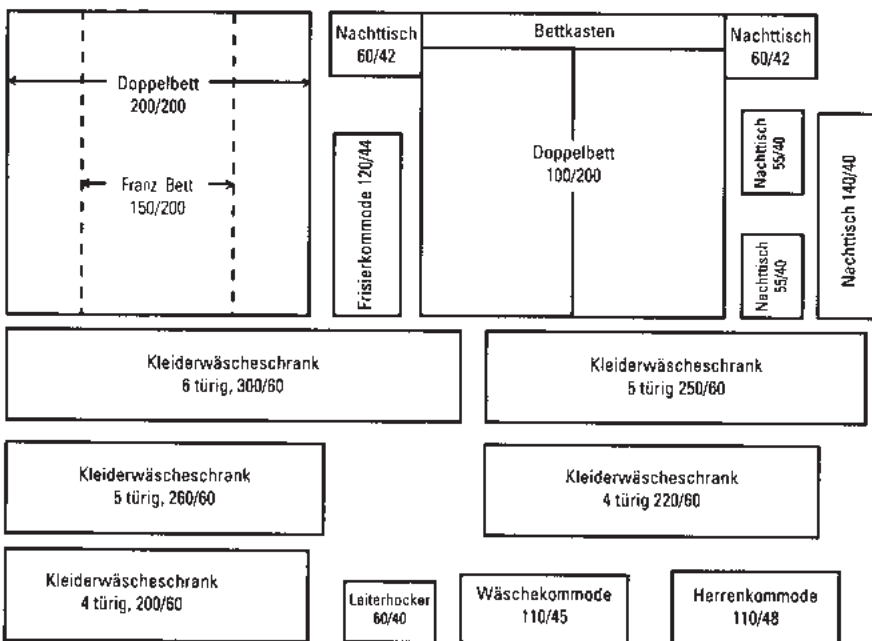 Nachttisch
60/42
Bettkasten
Nachttisch
60/42
Doppelbett
200/200
Franz Bett
150/200
Frisierkommode 120/44
Doppelbett
100/200
Nachttisch
55/40
Nachttisch
55/40
Nachttisch 140/40
Kleiderwäscheschrank
6 türig, 300/60
Kleiderwäscheschrank
5 türig 250/60
Kleiderwäscheschrank
5 türig, 260/60
Kleiderwäscheschrank
4 türig 220/60
Kleiderwäscheschrank
4 türig, 200/60
Leiterhocker
60/40
Wäschekommode
110/45
Herrenkommode
110/48